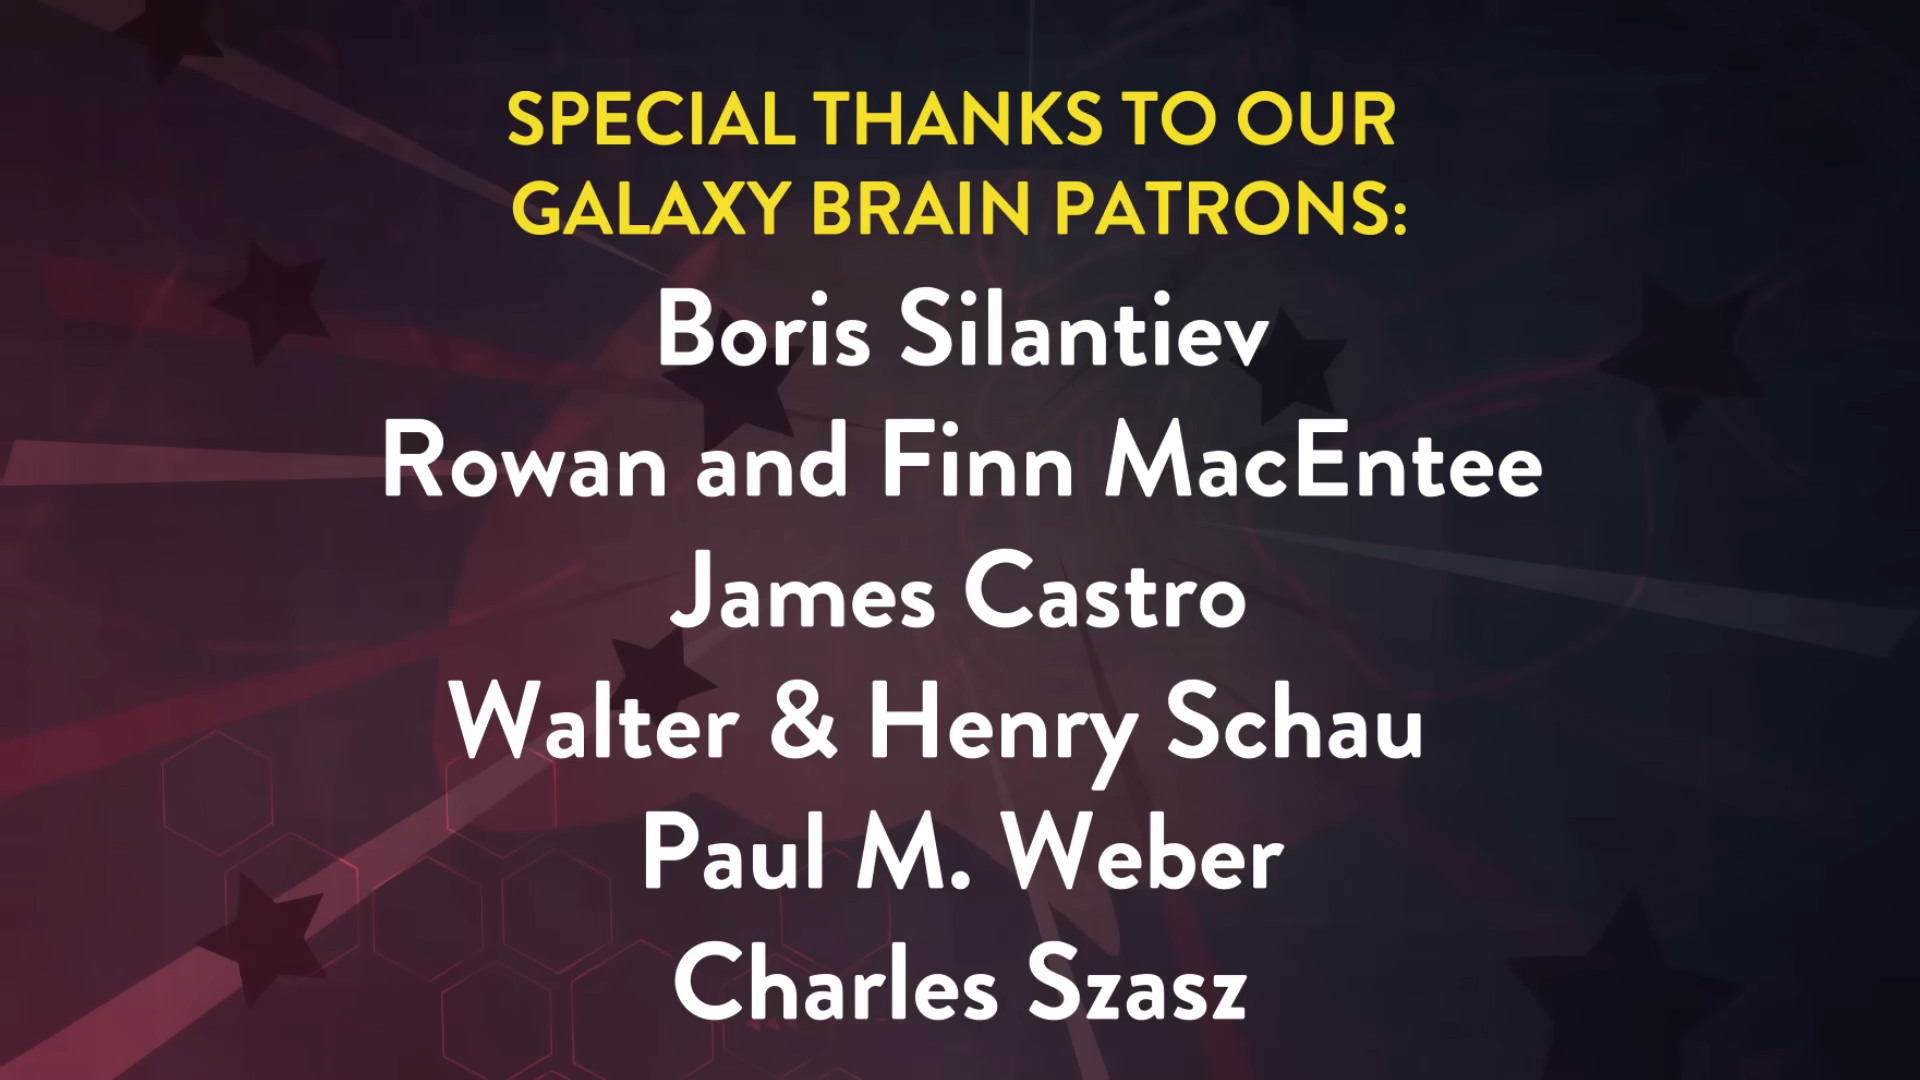 SPECIAL THANKS TO OUR
GALAXY BRAIN PATRONS:
Boris Silantiev
Rowan and Finn MacEntee
James Castro
Walter & Henry Schau
Paul M. Weber
Charles Szasz